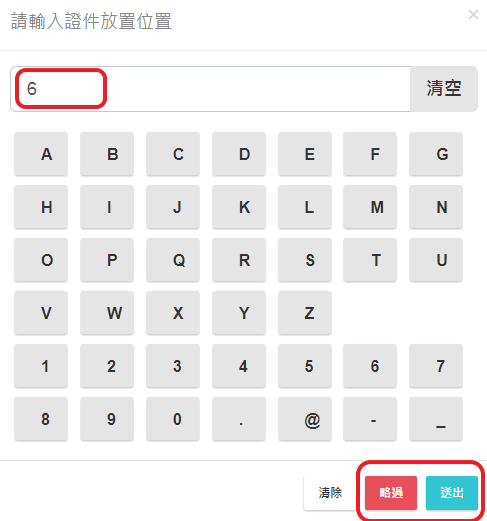 請輸入證件放置位置 ×
6 清空
A B C D E F G
H I J K L M N
O P Q R S T U
V W X Y Z
1 2 3 4 5 6 7
8 9 0 . @ - _
清除 略過 送出